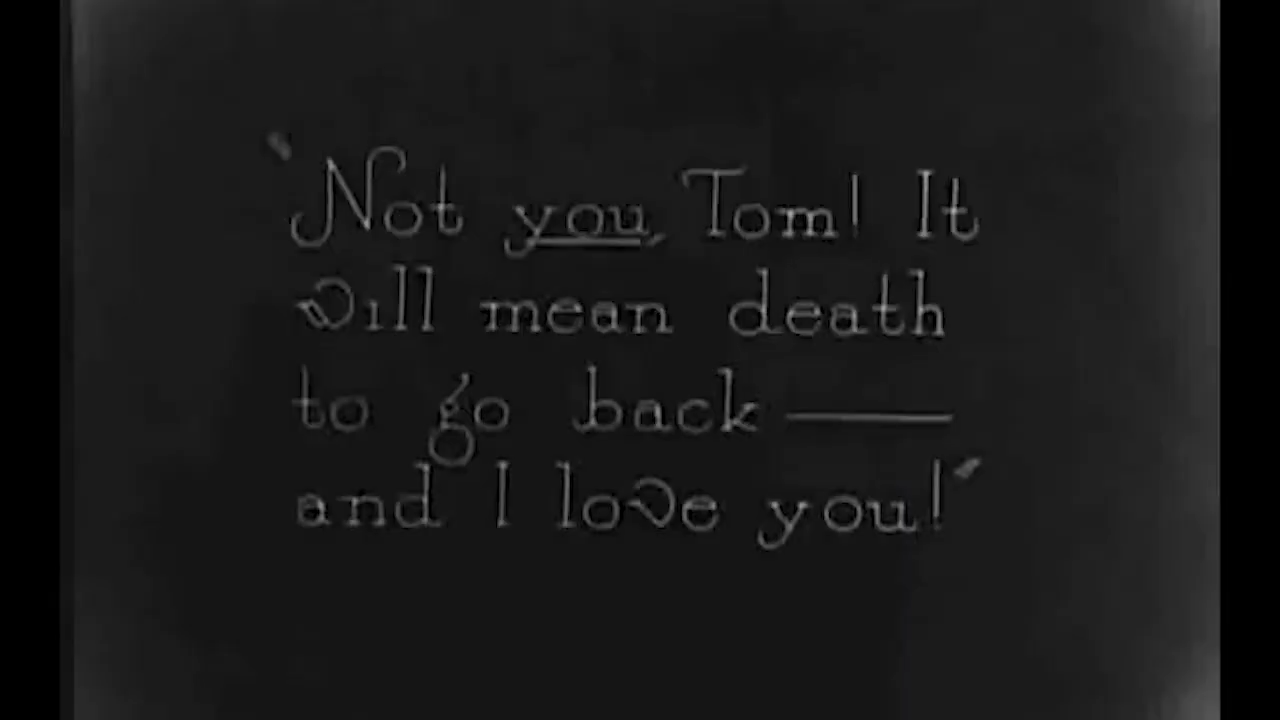 "Not you, Tom! It
will mean death
to go back —
and I love you!"